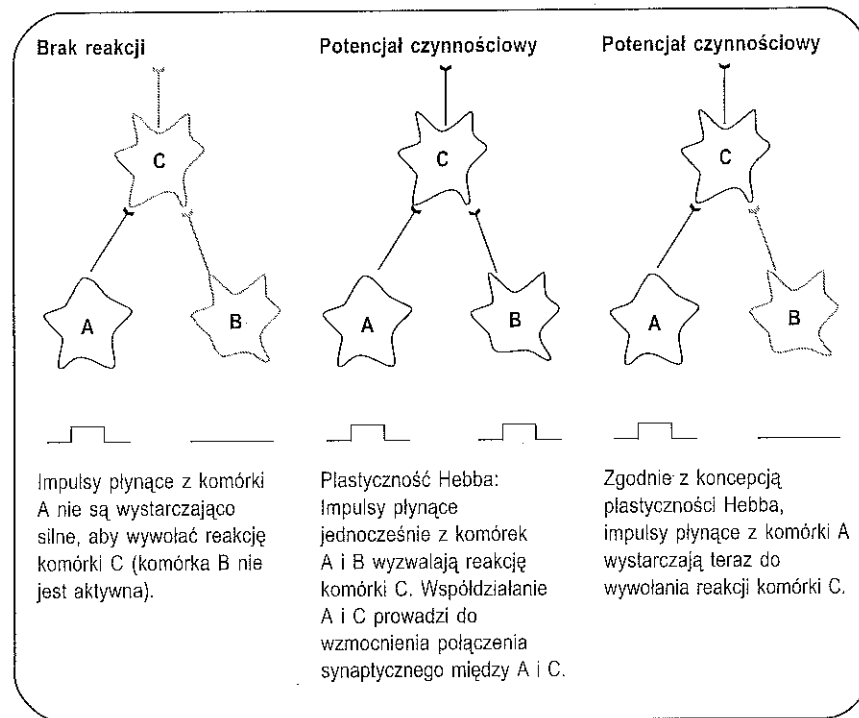 Brak reakcji
C
A
B
Impulsy płynące z komórki
A nie są wystarczająco
silne, aby wywołać reakcję
komórki C (komórka B nie
jest aktywna).
Potencjał czynnościowy
C
A
B
Plastyczność Hebba:
Impulsy płynące
jednocześnie z komórek
A i B wyzwalają reakcję
komórki C. Współdziałanie
A i C prowadzi do
wzmocnienia połączenia
synaptycznego między A i C.
Potencjał czynnościowy
C
A
B
Zgodnie z koncepcją
plastyczności Hebba,
impulsy płynące z komórki A
wystarczają teraz do
wywołania reakcji komórki C.